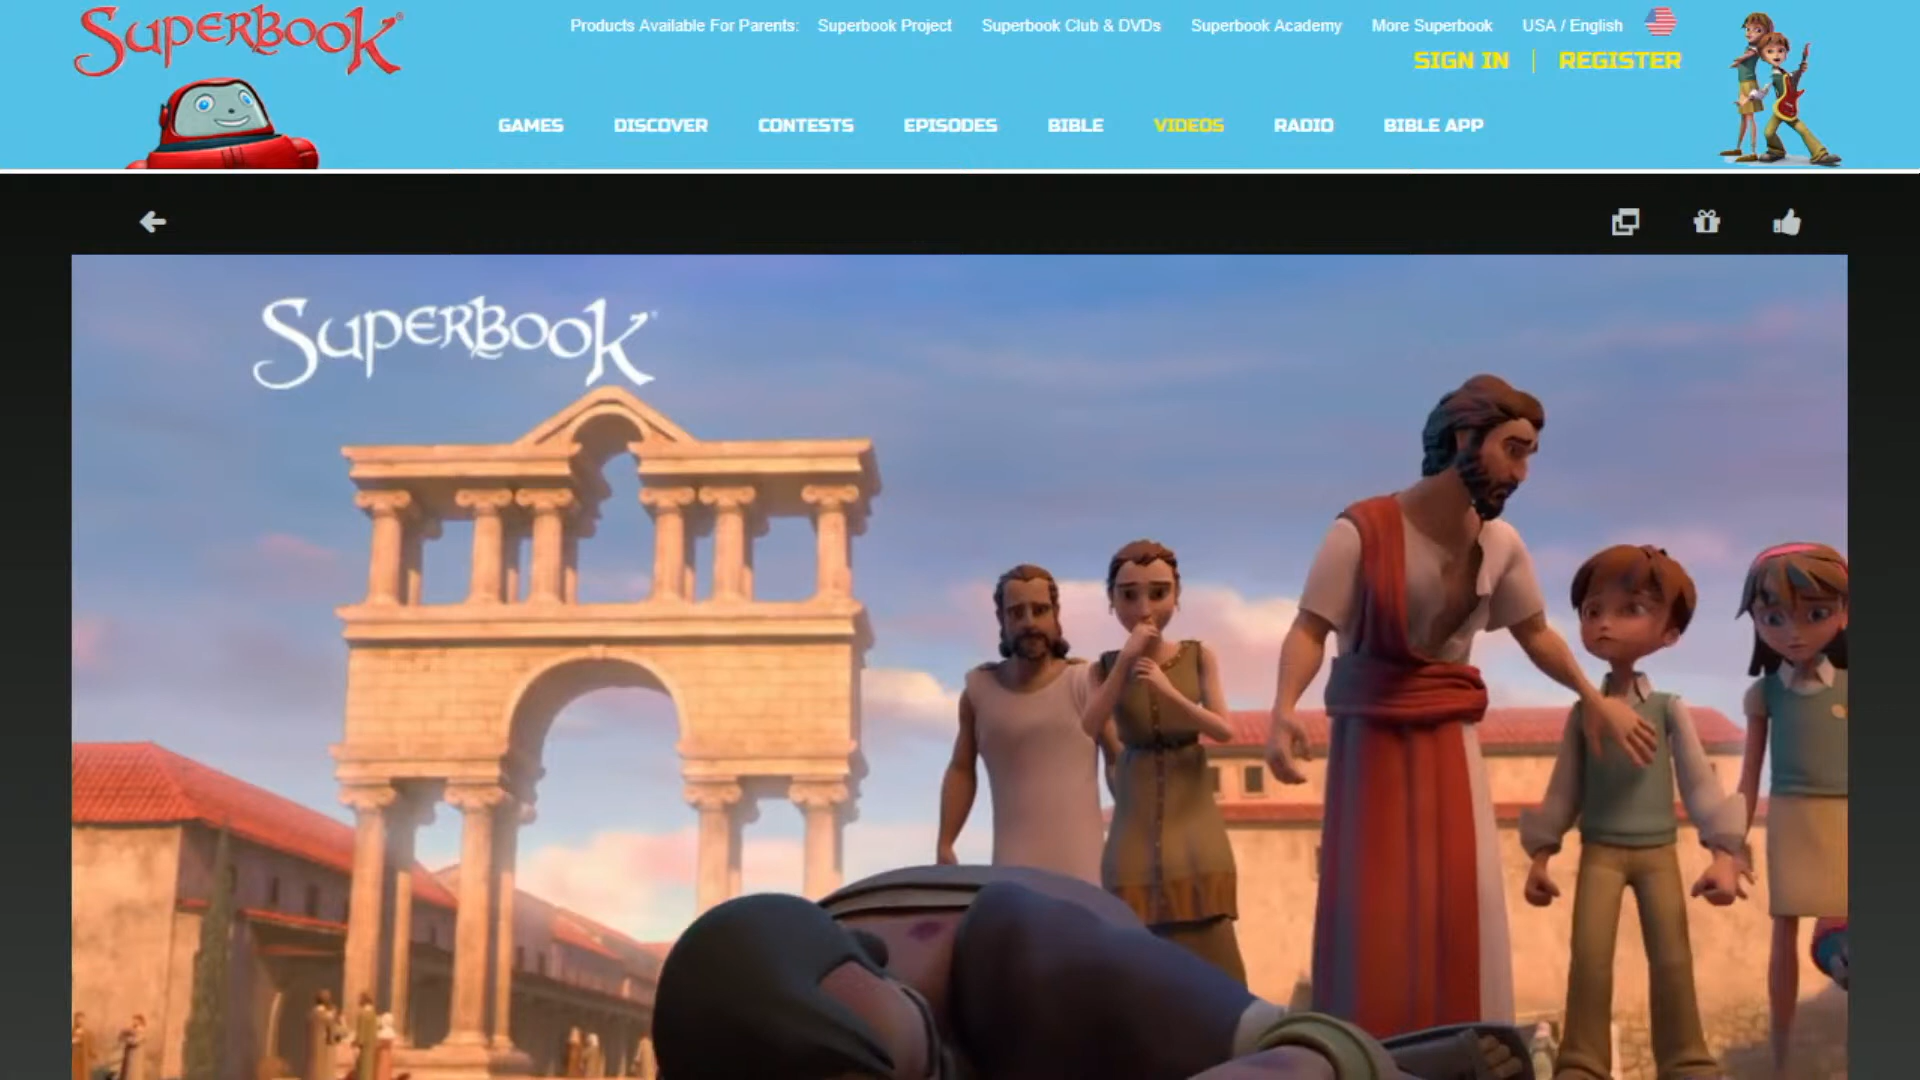 SUPERBOOK
Products Available For Parents: Superbook Project Superbook Club & DVDs Superbook Academy More Superbook USA / English
SIGN IN | REGISTER
GAMES DISCOVER CONTESTS EPISODES BIBLE VIDEOS RADIO BIBLE APP
SUPERBOOK